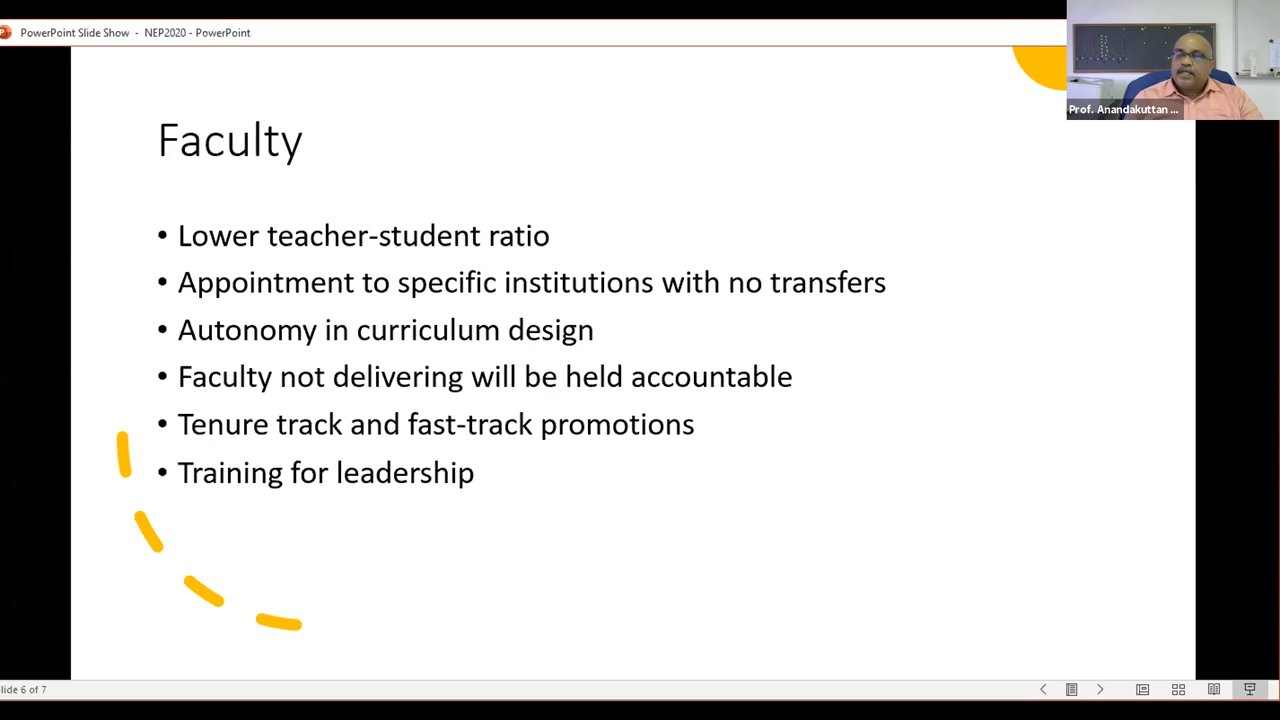 PowerPoint Slide Show - NEP2020 - PowerPoint
Prof. Anandakuttan ...
Faculty
• Lower teacher-student ratio
• Appointment to specific institutions with no transfers
• Autonomy in curriculum design
• Faculty not delivering will be held accountable
• Tenure track and fast-track promotions
• Training for leadership
lide 6 of 7